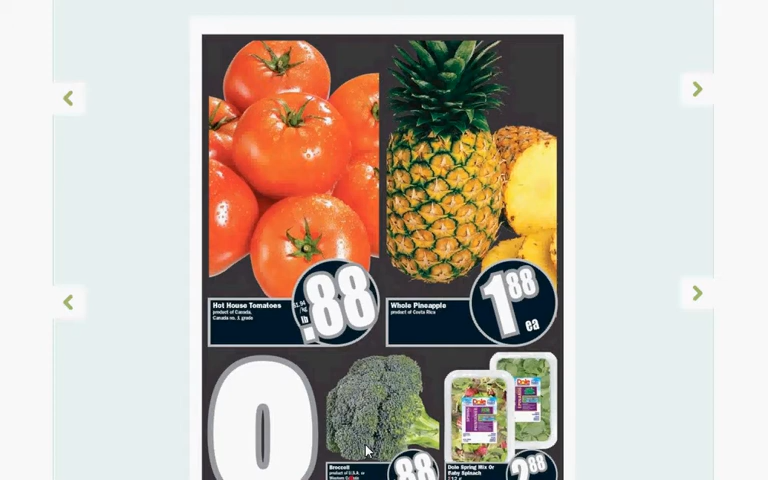 Hot House Tomatoes
product of Canada,
Canada no. 1 grade
$1.94
/kg
lb
.88
Whole Pineapple
product of Costa Rica
1 88
ea
Broccoli
product of U.S.A. or
.88
Dole
Dole
Dole Spring Mix Or
Baby Spinach
2 88